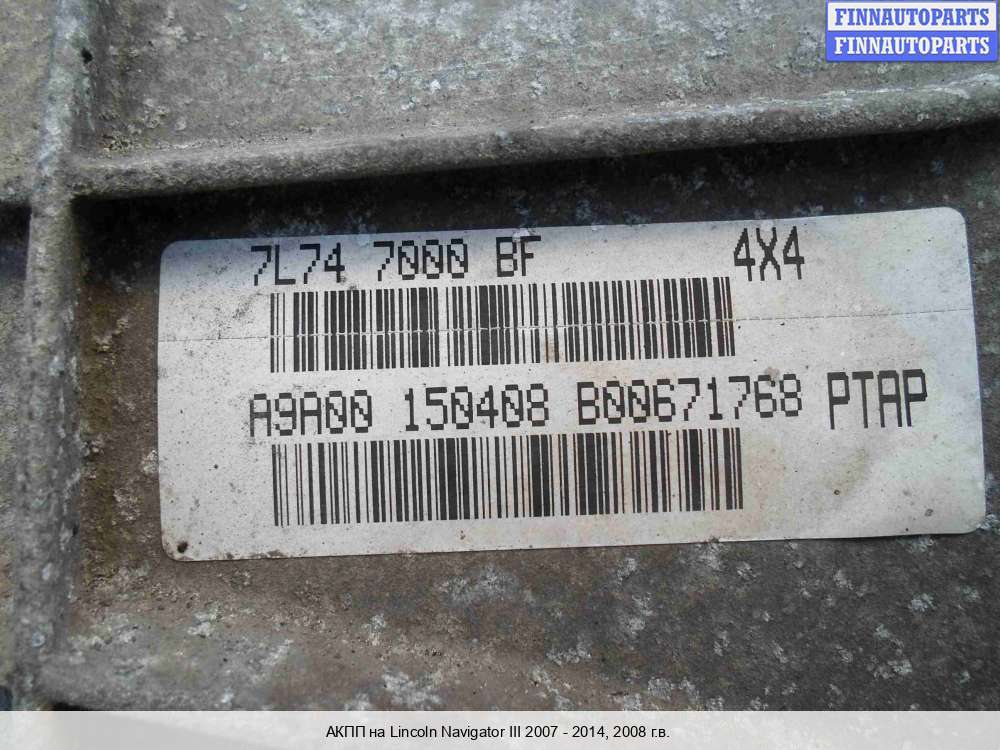 FINNAUTOPARTS
FINNAUTOPARTS
7L74 7000 BF 4X4
A9A00 150408 B00671768 PTAP
АКПП на Lincoln Navigator III 2007 - 2014, 2008 г.в.